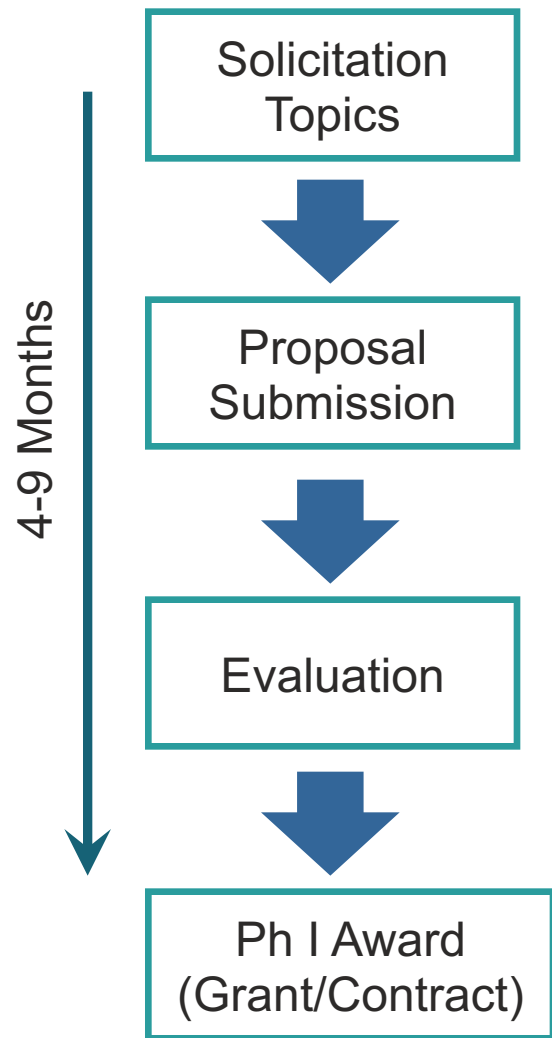 Solicitation
Topics
4-9 Months
Proposal
Submission
Evaluation
Ph I Award
(Grant/Contract)